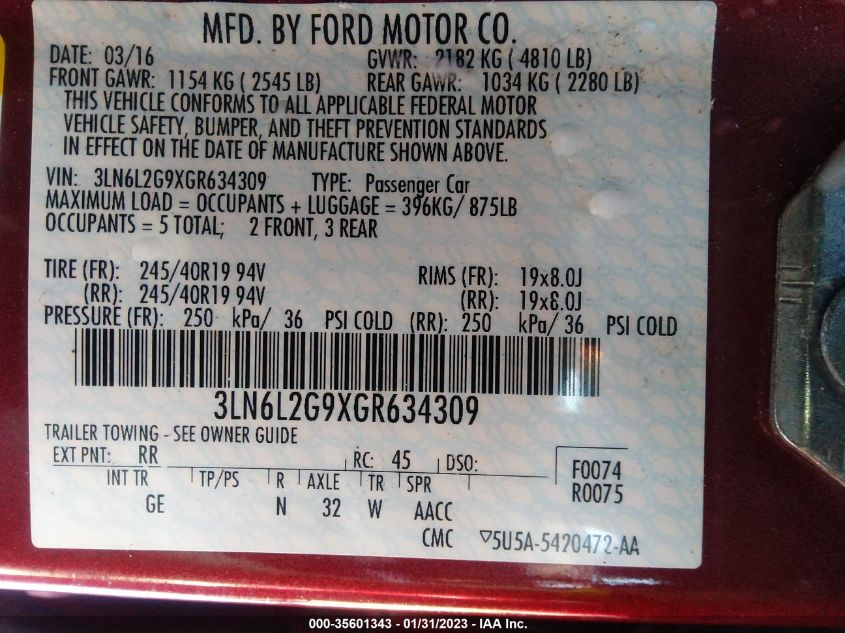 MFD. BY FORD MOTOR CO.
DATE: 03/16 GVWR: 2182 KG ( 4810 LB)
FRONT GAWR: 1154 KG ( 2545 LB) REAR GAWR: 1034 KG ( 2280 LB)
THIS VEHICLE CONFORMS TO ALL APPLICABLE FEDERAL MOTOR
VEHICLE SAFETY, BUMPER, AND THEFT PREVENTION STANDARDS
IN EFFECT ON THE DATE OF MANUFACTURE SHOWN ABOVE.
VIN: 3LN6L2G9XGR634309 TYPE: Passenger Car
MAXIMUM LOAD = OCCUPANTS + LUGGAGE = 396KG/ 875LB
OCCUPANTS = 5 TOTAL; 2 FRONT, 3 REAR
TIRE (FR): 245/40R19 94V RIMS (FR): 19x8.0J
(RR): 245/40R19 94V (RR): 19x8.0J
PRESSURE (FR): 250 kPa/ 36 PSI COLD (RR): 250 kPa/ 36 PSI COLD
3LN6L2G9XGR634309
TRAILER TOWING - SEE OWNER GUIDE
EXT PNT: RR RC: 45 DSO: F0074
INT TR TP/PS R AXLE TR SPR R0075
GE N 32 W AACC
CMC ▽5U5A-5420472-AA
000-35601343 - 01/31/2023 - IAA Inc.